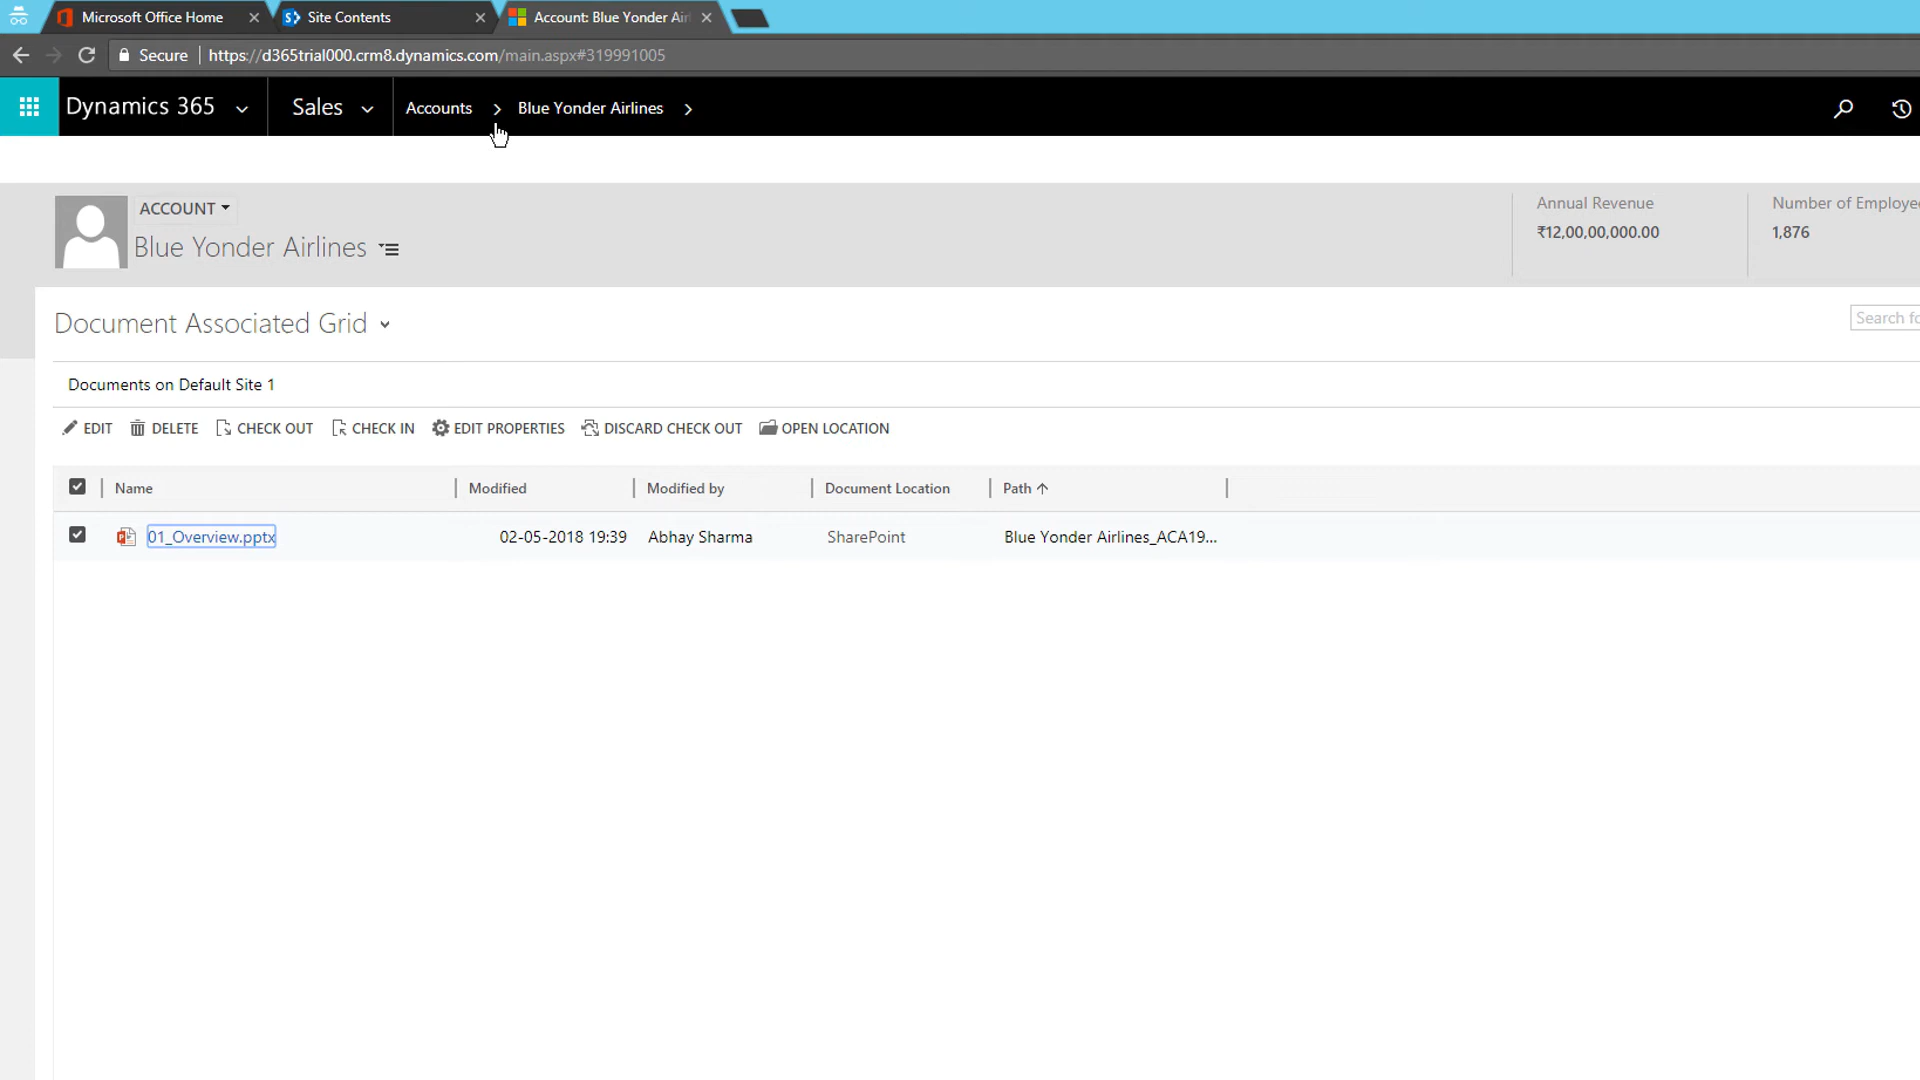 Microsoft Office Home
Site Contents
Account: Blue Yonder Air
Secure
https://d365trial000.crm8.dynamics.com/main.aspx#319991005
Dynamics 365
Sales
Accounts
Blue Yonder Airlines
ACCOUNT
Blue Yonder Airlines
Annual Revenue
₹12,00,00,000.00
Number of Employee
1,876
Document Associated Grid
Search fo
Documents on Default Site 1
EDIT DELETE CHECK OUT CHECK IN EDIT PROPERTIES DISCARD CHECK OUT OPEN LOCATION
Name Modified Modified by Document Location Path
01_Overview.pptx 02-05-2018 19:39 Abhay Sharma SharePoint Blue Yonder Airlines_ACA19...